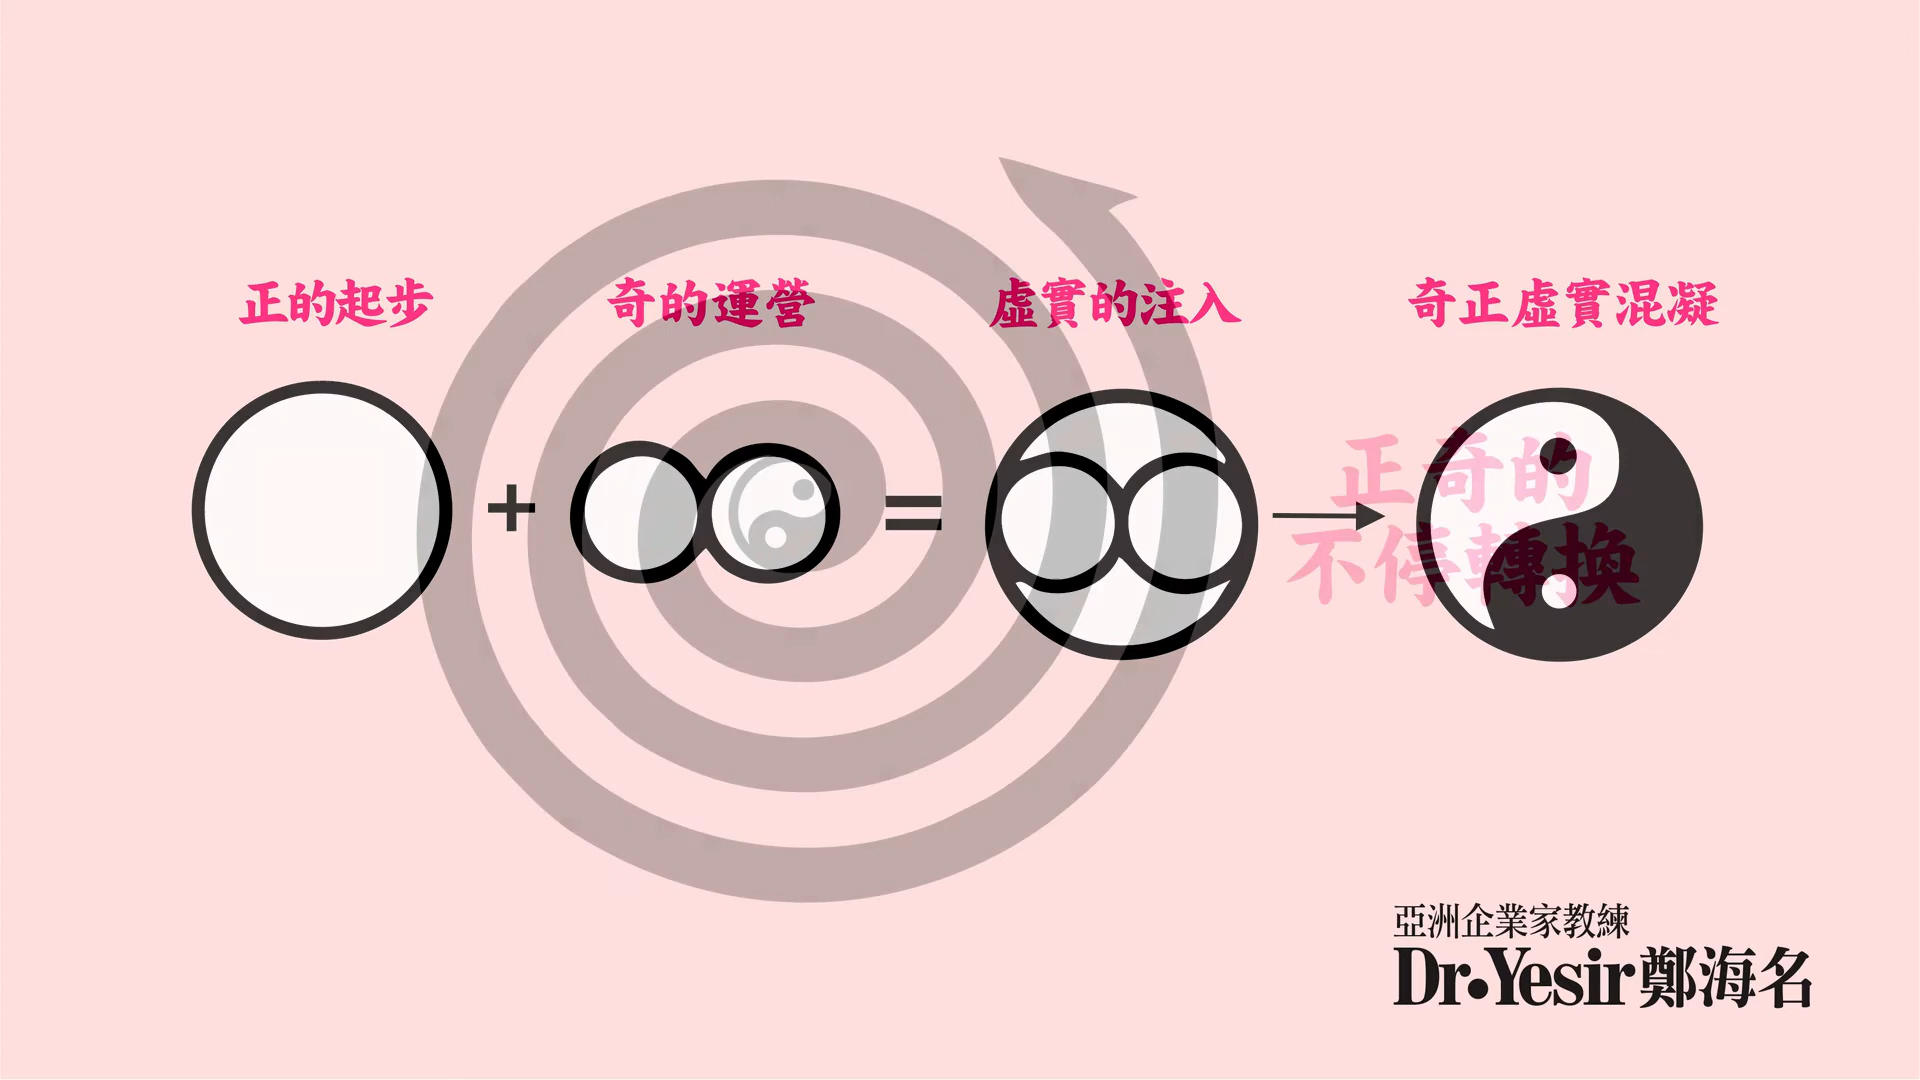 正的起步
奇的運營
虛實的注入
奇正虛實混凝
+
=
正奇的
不停轉換
亞洲企業家教練
Dr•Yesir鄭海名